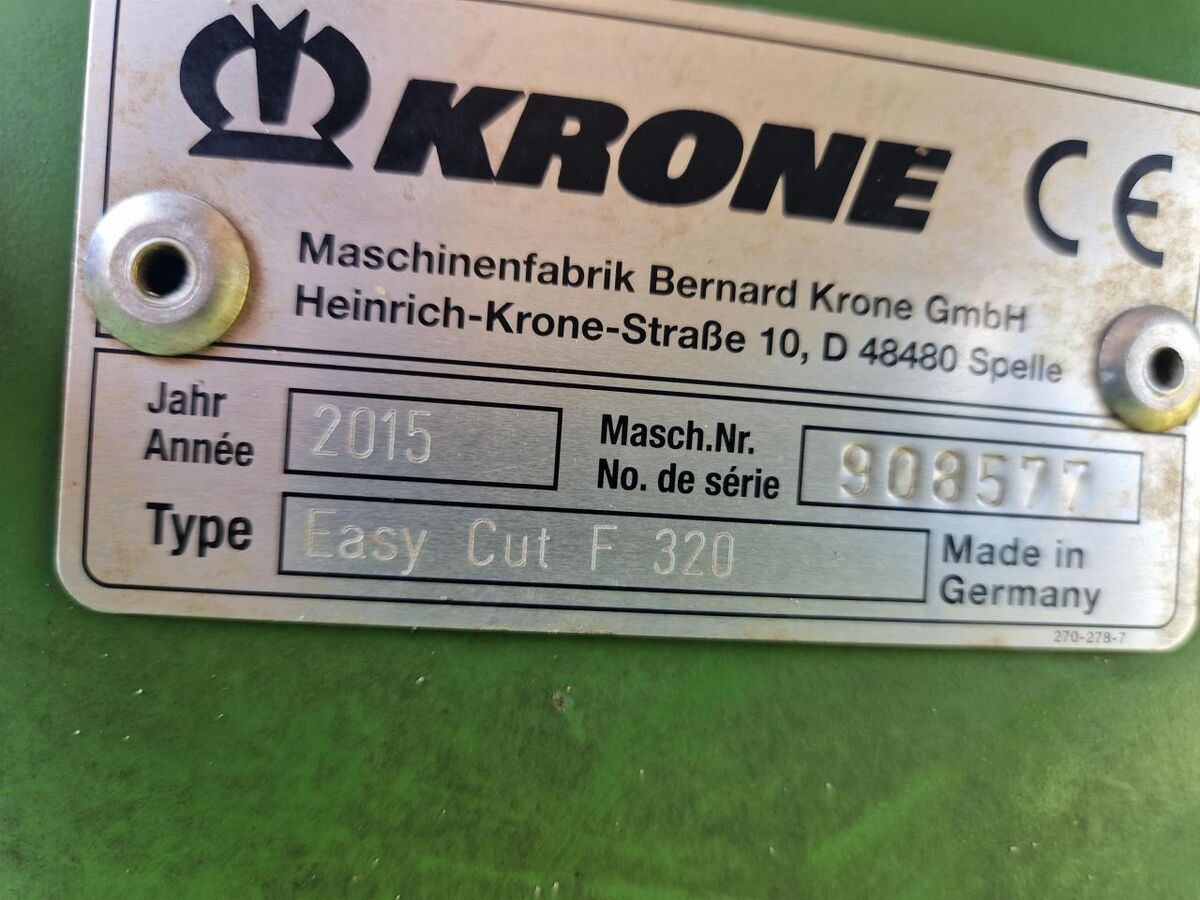 KRONE CE
Maschinenfabrik Bernard Krone GmbH
Heinrich-Krone-Straße 10, D 48480 Spelle
Jahr
Année 2015
Masch.Nr.
No. de série 908577
Type Easy Cut F 320
Made in
Germany
270-278-7